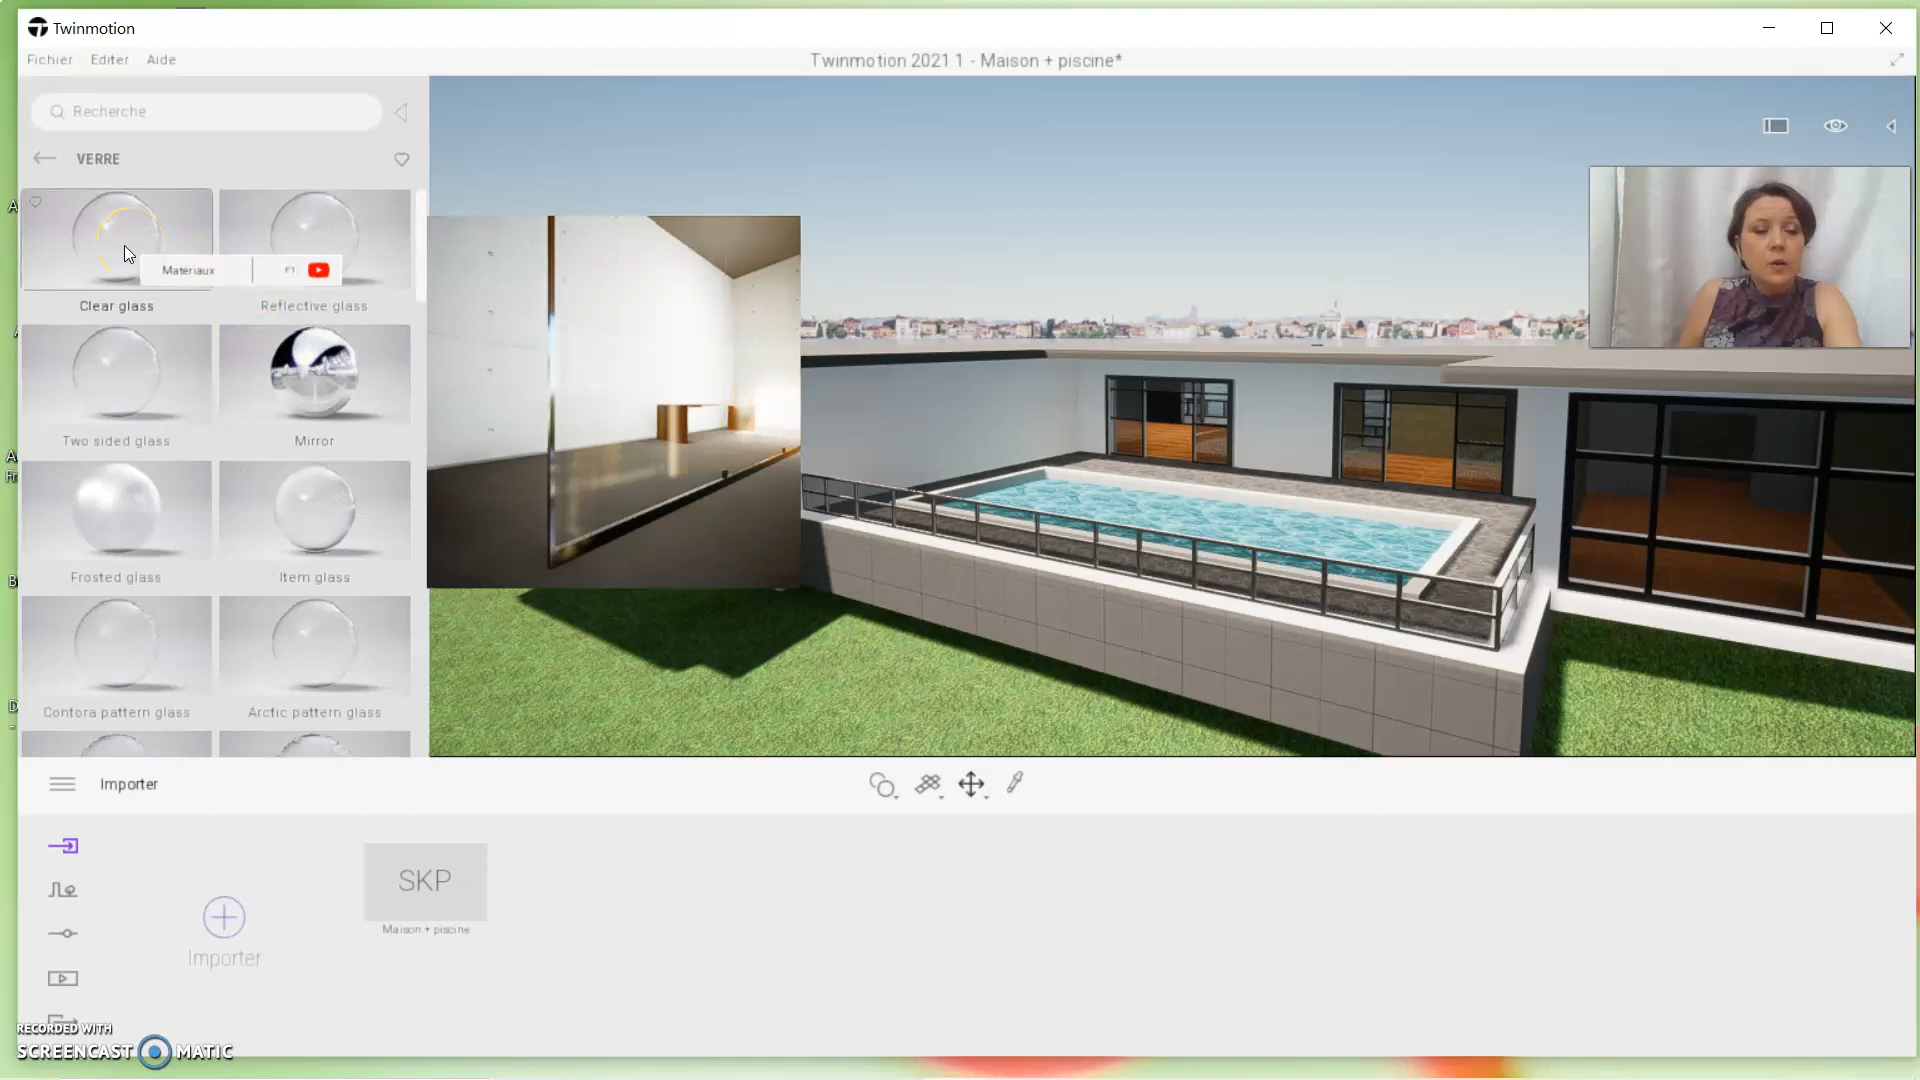 Twinmotion
Fichier Editer Aide
Twinmotion 2021.1 - Maison + piscine*
Recherche
VERRE
Matériaux F1
Clear glass Reflective glass
Two sided glass Mirror
Frosted glass Item glass
Contora pattern glass Arctic pattern glass
Importer
SKP
Maison + piscine
Importer
RECORDED WITH
SCREENCAST MATIC